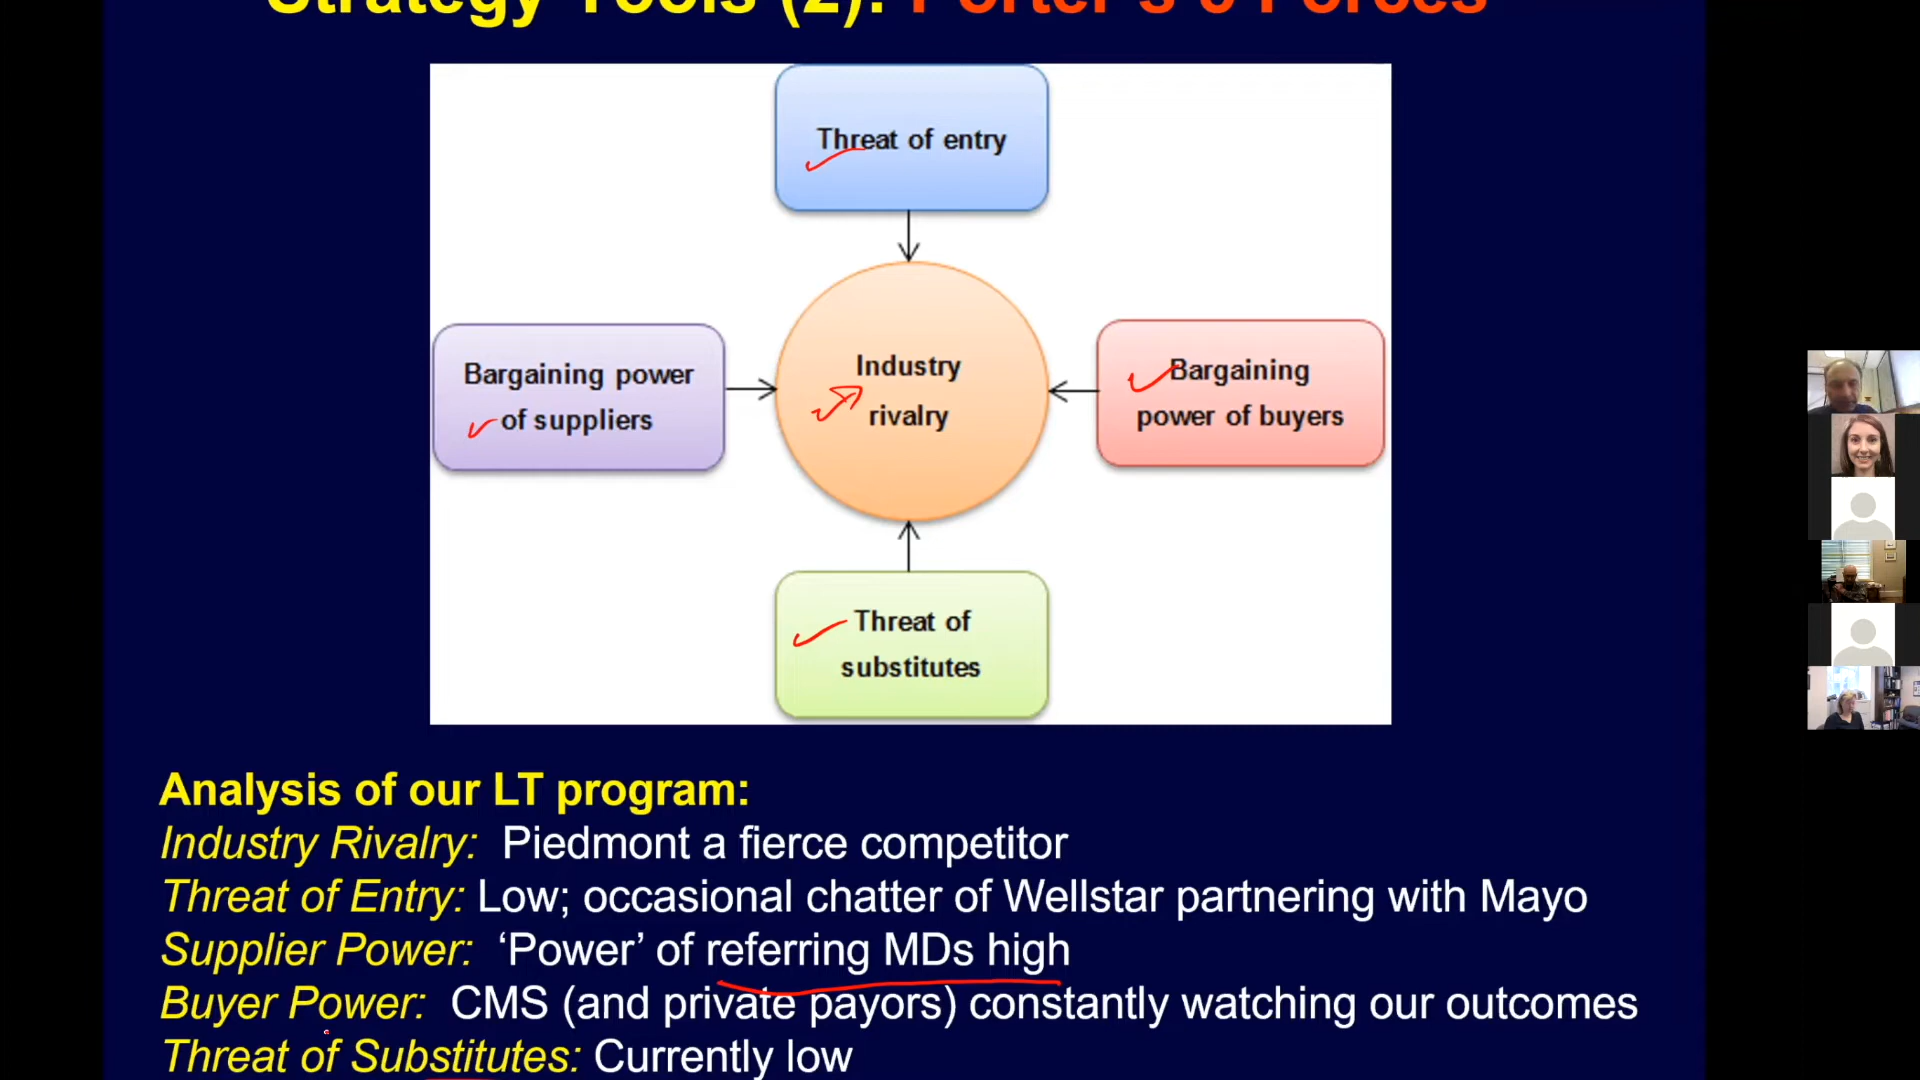 Strategy Tools (2): Porter's 5 Forces
Threat of entry
Bargaining power
of suppliers
Industry
rivalry
Bargaining
power of buyers
Threat of
substitutes
Analysis of our LT program:
Industry Rivalry: Piedmont a fierce competitor
Threat of Entry: Low; occasional chatter of Wellstar partnering with Mayo
Supplier Power: ‘Power’ of referring MDs high
Buyer Power: CMS (and private payors) constantly watching our outcomes
Threat of Substitutes: Currently low